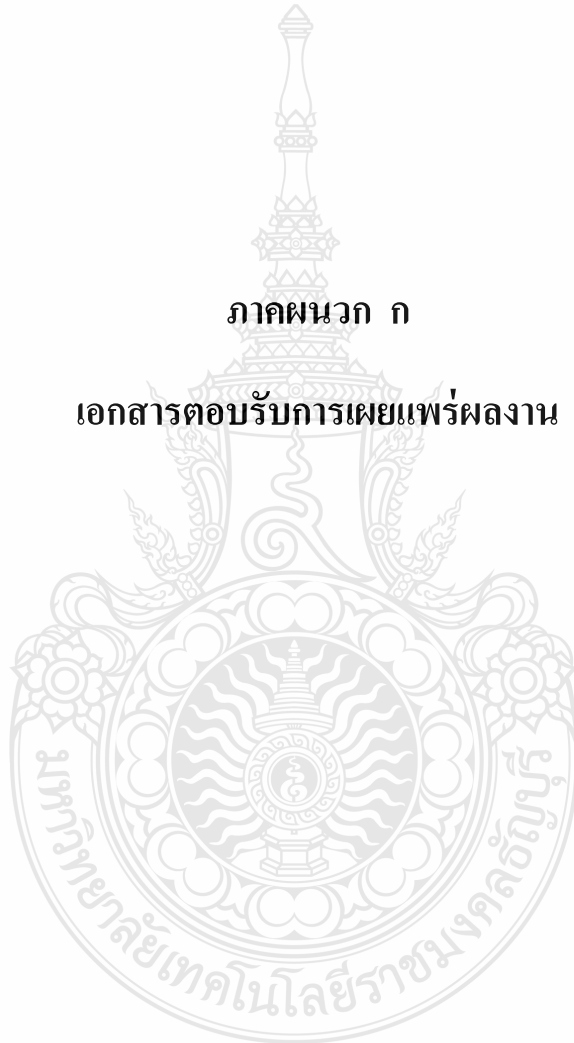 ภาคผนวก ก
เอกสารตอบรับการเผยแพร่ผลงาน
มหาวิทยาลัยเทคโนโลยีราชมงคลธัญบุรี